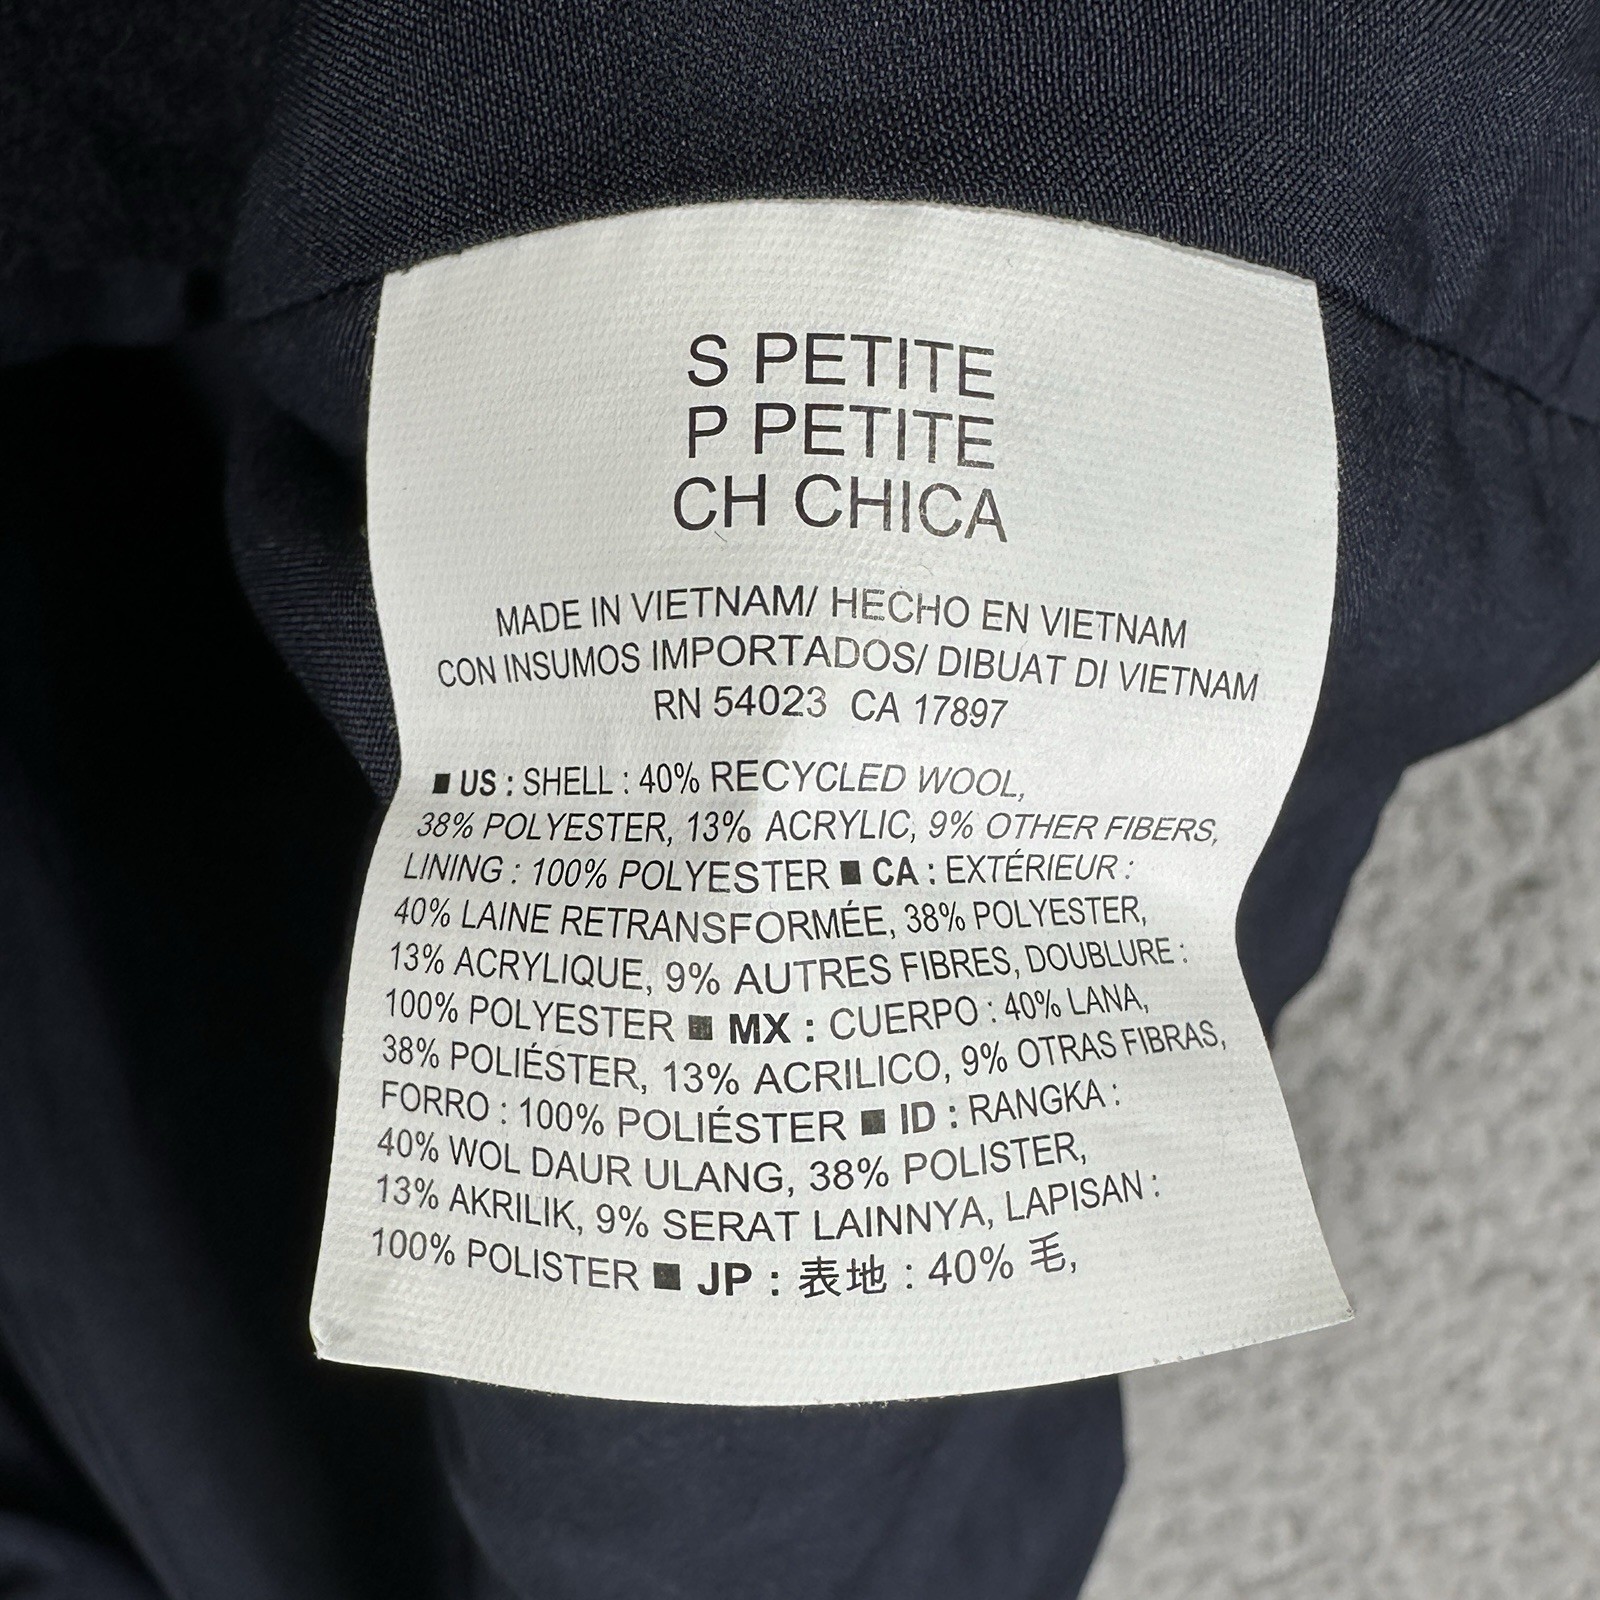 S PETITE
P PETITE
CH CHICA
MADE IN VIETNAM/ HECHO EN VIETNAM
CON INSUMOS IMPORTADOS/ DIBUAT DI VIETNAM
RN 54023 CA 17897
■ US : SHELL : 40% RECYCLED WOOL,
38% POLYESTER, 13% ACRYLIC, 9% OTHER FIBERS,
LINING : 100% POLYESTER ■ CA : EXTÉRIEUR :
40% LAINE RETRANSFORMÉE, 38% POLYESTER,
13% ACRYLIQUE, 9% AUTRES FIBRES, DOUBLURE :
100% POLYESTER ■ MX : CUERPO : 40% LANA,
38% POLIÉSTER, 13% ACRILICO, 9% OTRAS FIBRAS,
FORRO : 100% POLIÉSTER ■ ID : RANGKA :
40% WOL DAUR ULANG, 38% POLISTER,
13% AKRILIK, 9% SERAT LAINNYA, LAPISAN :
100% POLISTER ■ JP : 表地 : 40% 毛,